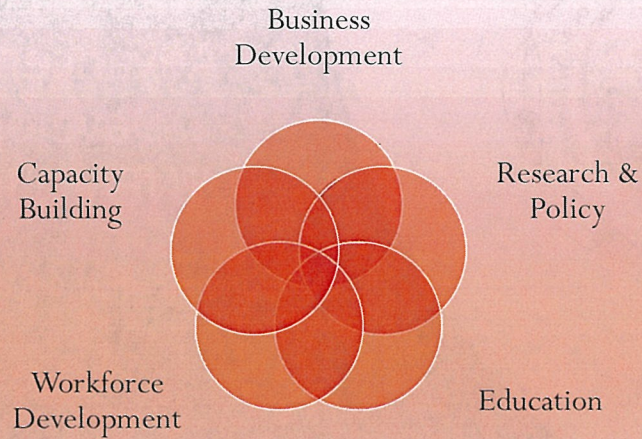 Business
Development
Capacity
Building
Research &
Policy
Workforce
Development
Education